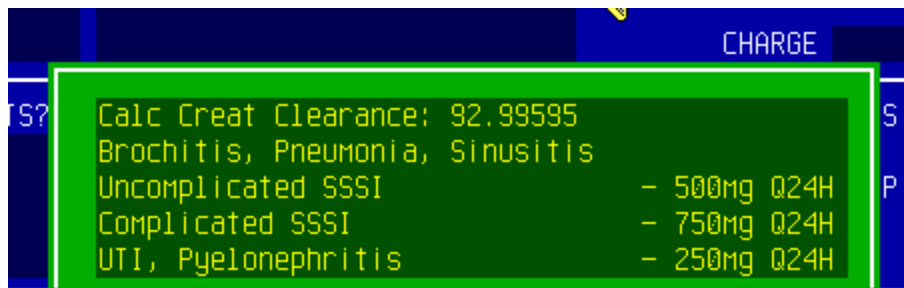 CHARGE
TS?
S
Calc Creat Clearance: 92.99595
Brochitis, Pneumonia, Sinusitis
Uncomplicated SSSI - 500mg Q24H
P
Complicated SSSI - 750mg Q24H
UTI, Pyelonephritis - 250mg Q24H